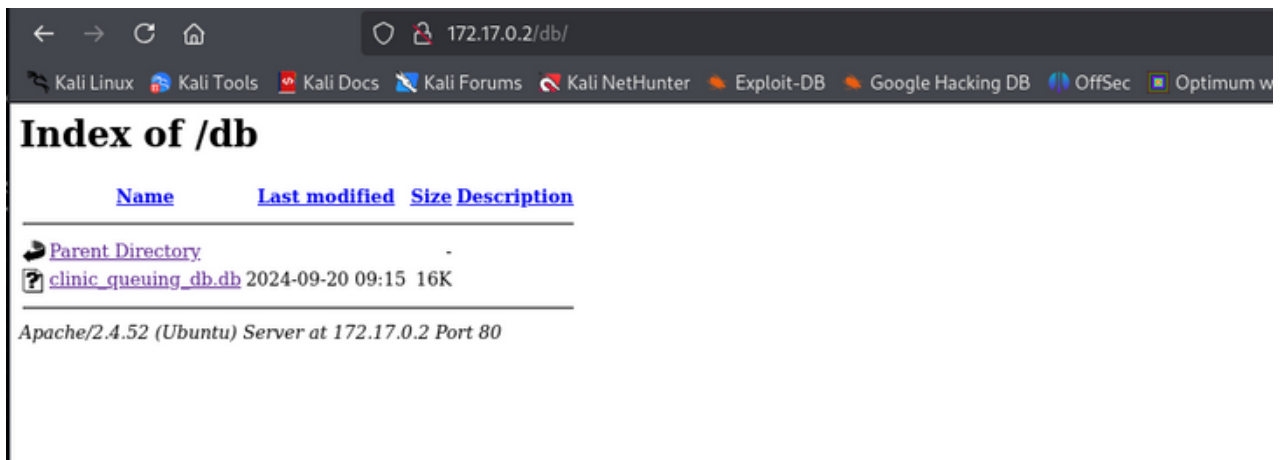 172.17.0.2/db/
Kali Linux Kali Tools Kali Docs Kali Forums Kali NetHunter Exploit-DB Google Hacking DB OffSec Optimum w
Index of /db
Name Last modified Size Description
Parent Directory -
clinic_queuing_db.db 2024-09-20 09:15 16K
Apache/2.4.52 (Ubuntu) Server at 172.17.0.2 Port 80